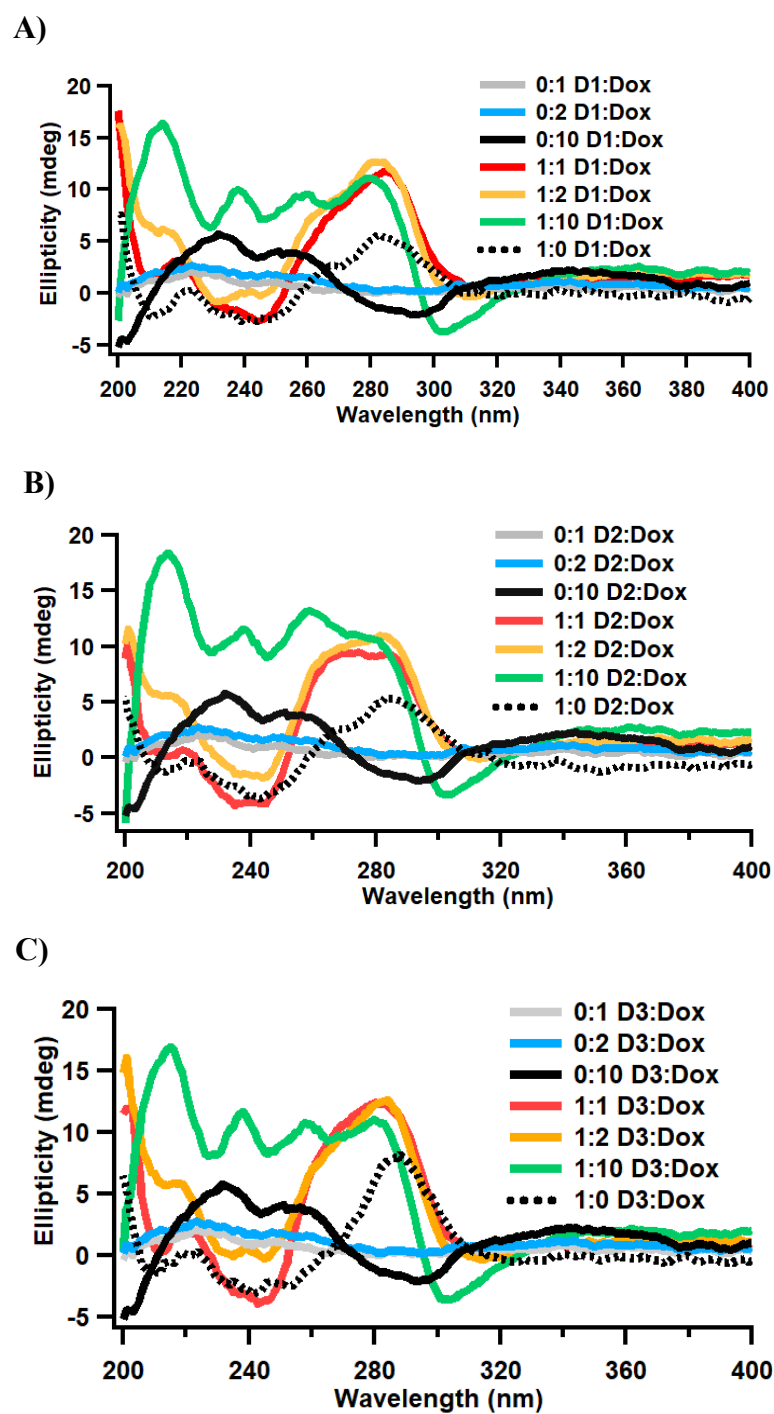 A)
20
15
10
5
0
-5
Ellipticity (mdeg)
0:1 D1:Dox
0:2 D1:Dox
0:10 D1:Dox
1:1 D1:Dox
1:2 D1:Dox
1:10 D1:Dox
1:0 D1:Dox
200 220 240 260 280 300 320 340 360 380 400
Wavelength (nm)
B)
20
15
10
5
0
-5
Ellipticity (mdeg)
0:1 D2:Dox
0:2 D2:Dox
0:10 D2:Dox
1:1 D2:Dox
1:2 D2:Dox
1:10 D2:Dox
1:0 D2:Dox
200 240 280 320 360 400
Wavelength (nm)
C)
20
15
10
5
0
-5
Ellipticity (mdeg)
0:1 D3:Dox
0:2 D3:Dox
0:10 D3:Dox
1:1 D3:Dox
1:2 D3:Dox
1:10 D3:Dox
1:0 D3:Dox
200 240 280 320 360 400
Wavelength (nm)